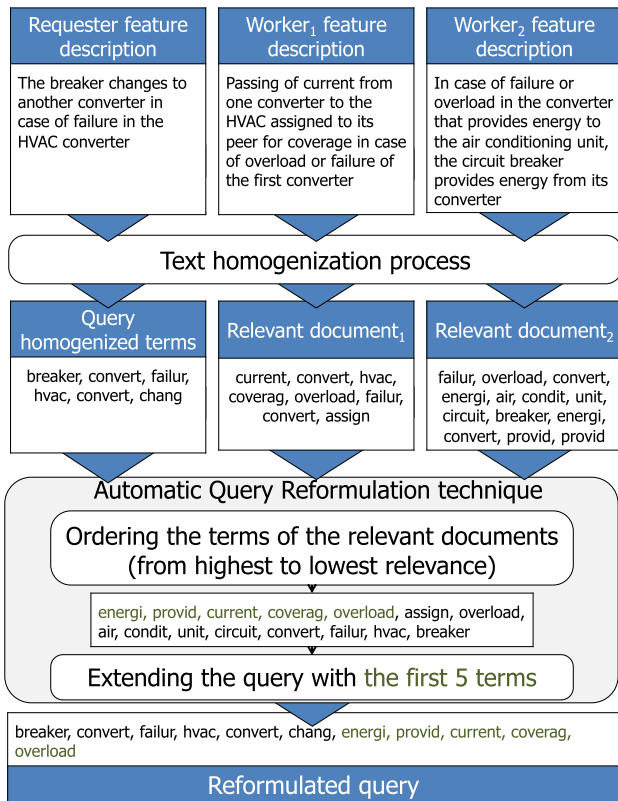 Requester feature
description
The breaker changes to
another converter in
case of failure in the
HVAC converter
Worker₁ feature
description
Passing of current from
one converter to the
HVAC assigned to its
peer for coverage in case
of overload or failure of
the first converter
Worker₂ feature
description
In case of failure or
overload in the converter
that provides energy to
the air conditioning unit,
the circuit breaker
provides energy from its
converter
Text homogenization process
Query
homogenized terms
breaker, convert, failur,
hvac, convert, chang
Relevant document₁
current, convert, hvac,
coverag, overload, failur,
convert, assign
Relevant document₂
failur, overload, convert,
energi, air, condit, unit,
circuit, breaker, energi,
convert, provid, provid
Automatic Query Reformulation technique
Ordering the terms of the relevant documents
(from highest to lowest relevance)
energi, provid, current, coverag, overload, assign, overload,
air, condit, unit, circuit, convert, failur, hvac, breaker
Extending the query with the first 5 terms
breaker, convert, failur, hvac, convert, chang, energi, provid, current, coverag,
overload
Reformulated query